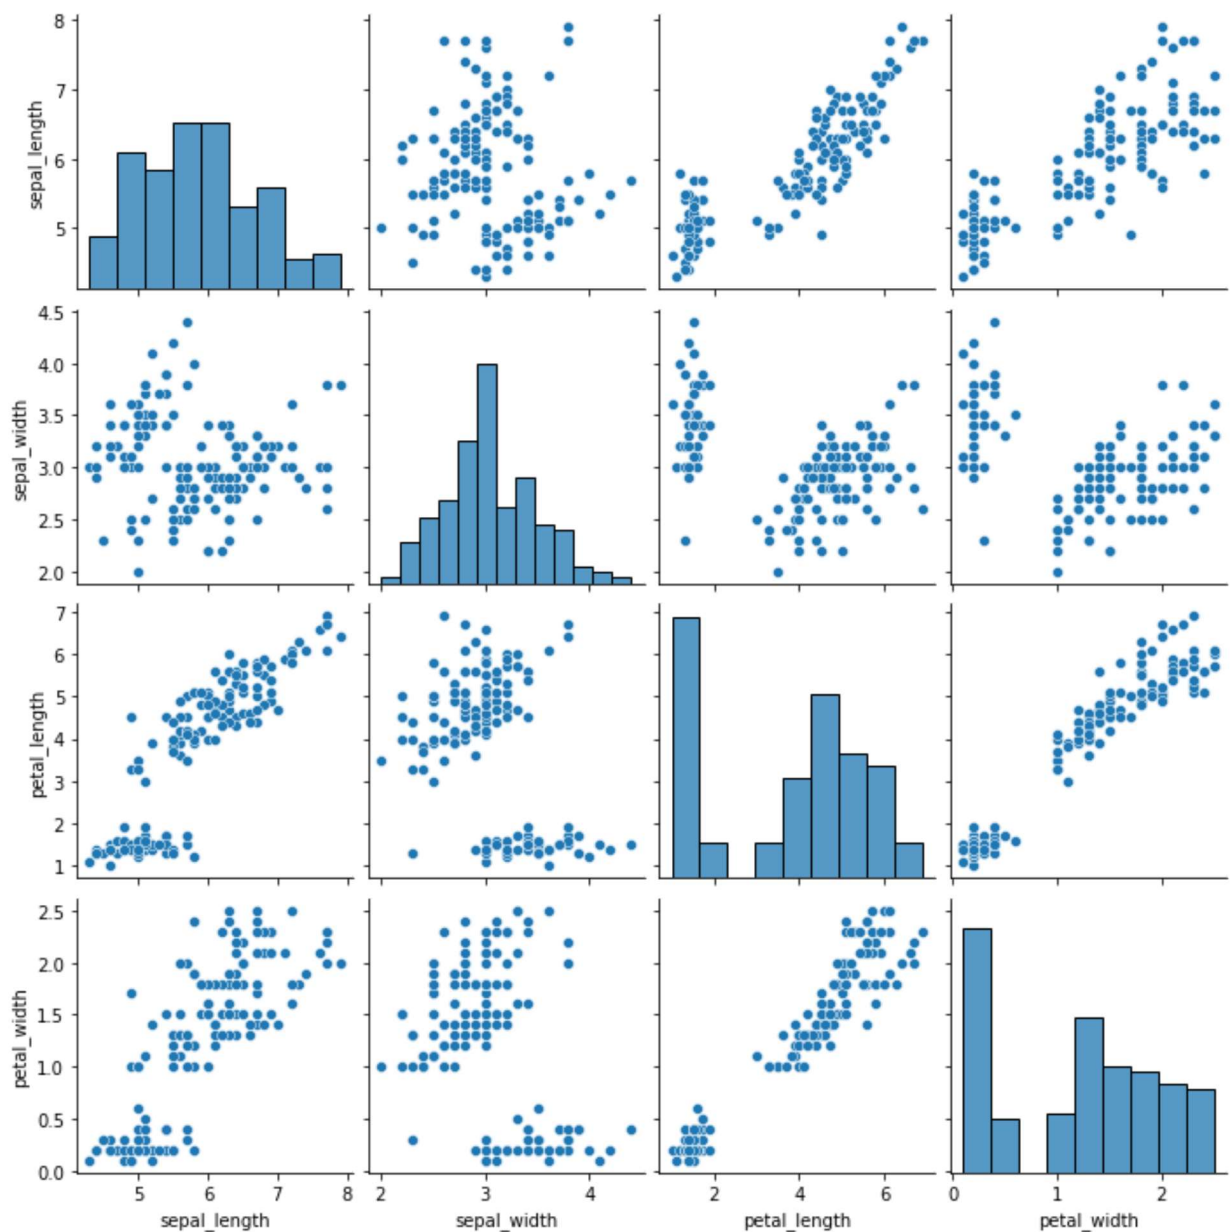 8
7
6
5
sepal_length
4.5
4.0
3.5
3.0
2.5
2.0
sepal_width
7
6
5
4
3
2
1
petal_length
2.5
2.0
1.5
1.0
0.5
0.0
petal_width
5 6 7 8
2 3 4
2 4 6
0 1 2
sepal_length sepal_width petal_length petal_width